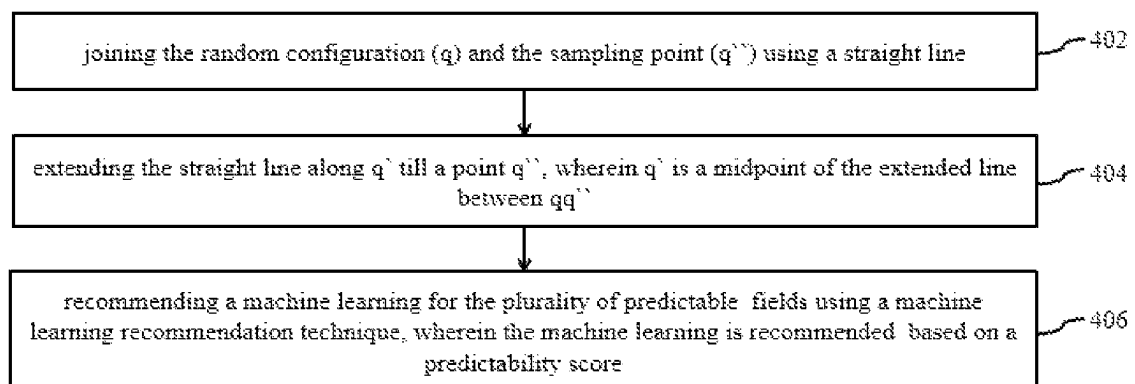 joining the random configuration (q) and the sampling point (q``) using a straight line
402
extending the straight line along q` till a point q``, wherein q` is a midpoint of the extended line
between qq``
404
recommending a machine learning for the plurality of predictable fields using a machine
learning recommendation technique, wherein the machine learning is recommended based on a
predictability score
406